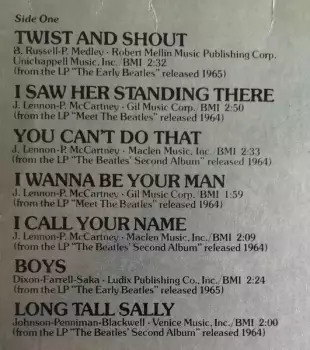 Side One
TWIST AND SHOUT
B. Russell-P. Medley - Robert Mellin Music Publishing Corp.
Unichappell Music, Inc./BMI 2:32
(from the LP "The Early Beatles" released 1965)
I SAW HER STANDING THERE
J. Lennon-P. McCartney - Gil Music Corp./BMI 2:50
(from the LP "Meet The Beatles" released 1964)
YOU CAN'T DO THAT
J. Lennon-P. McCartney - Maclen Music, Inc./BMI 2:33
(from the LP "The Beatles' Second Album" released 1964)
I WANNA BE YOUR MAN
J. Lennon-P. McCartney - Gil Music Corp./BMI 1:59
(from the LP "Meet The Beatles" released 1964)
I CALL YOUR NAME
J. Lennon-P. McCartney - Maclen Music, Inc./BMI 2:09
(from the LP "The Beatles' Second Album" released 1964)
BOYS
Dixon-Farrell-Saka - Ludix Publishing Co., Inc./BMI 2:24
(from the LP "The Early Beatles" released 1965)
LONG TALL SALLY
Johnson-Penniman-Blackwell - Venice Music, Inc./BMI 2:00
(from the LP "The Beatles' Second Album" released 1964)